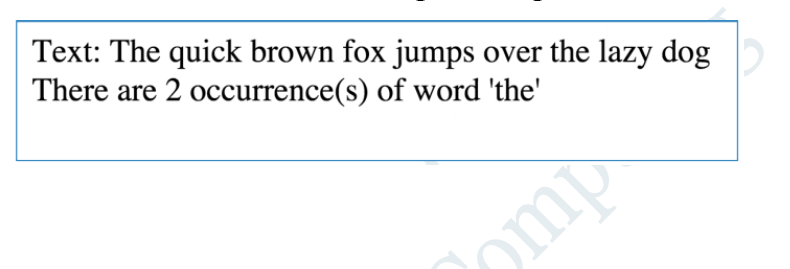 Text: The quick brown fox jumps over the lazy dog
There are 2 occurrence(s) of word 'the'